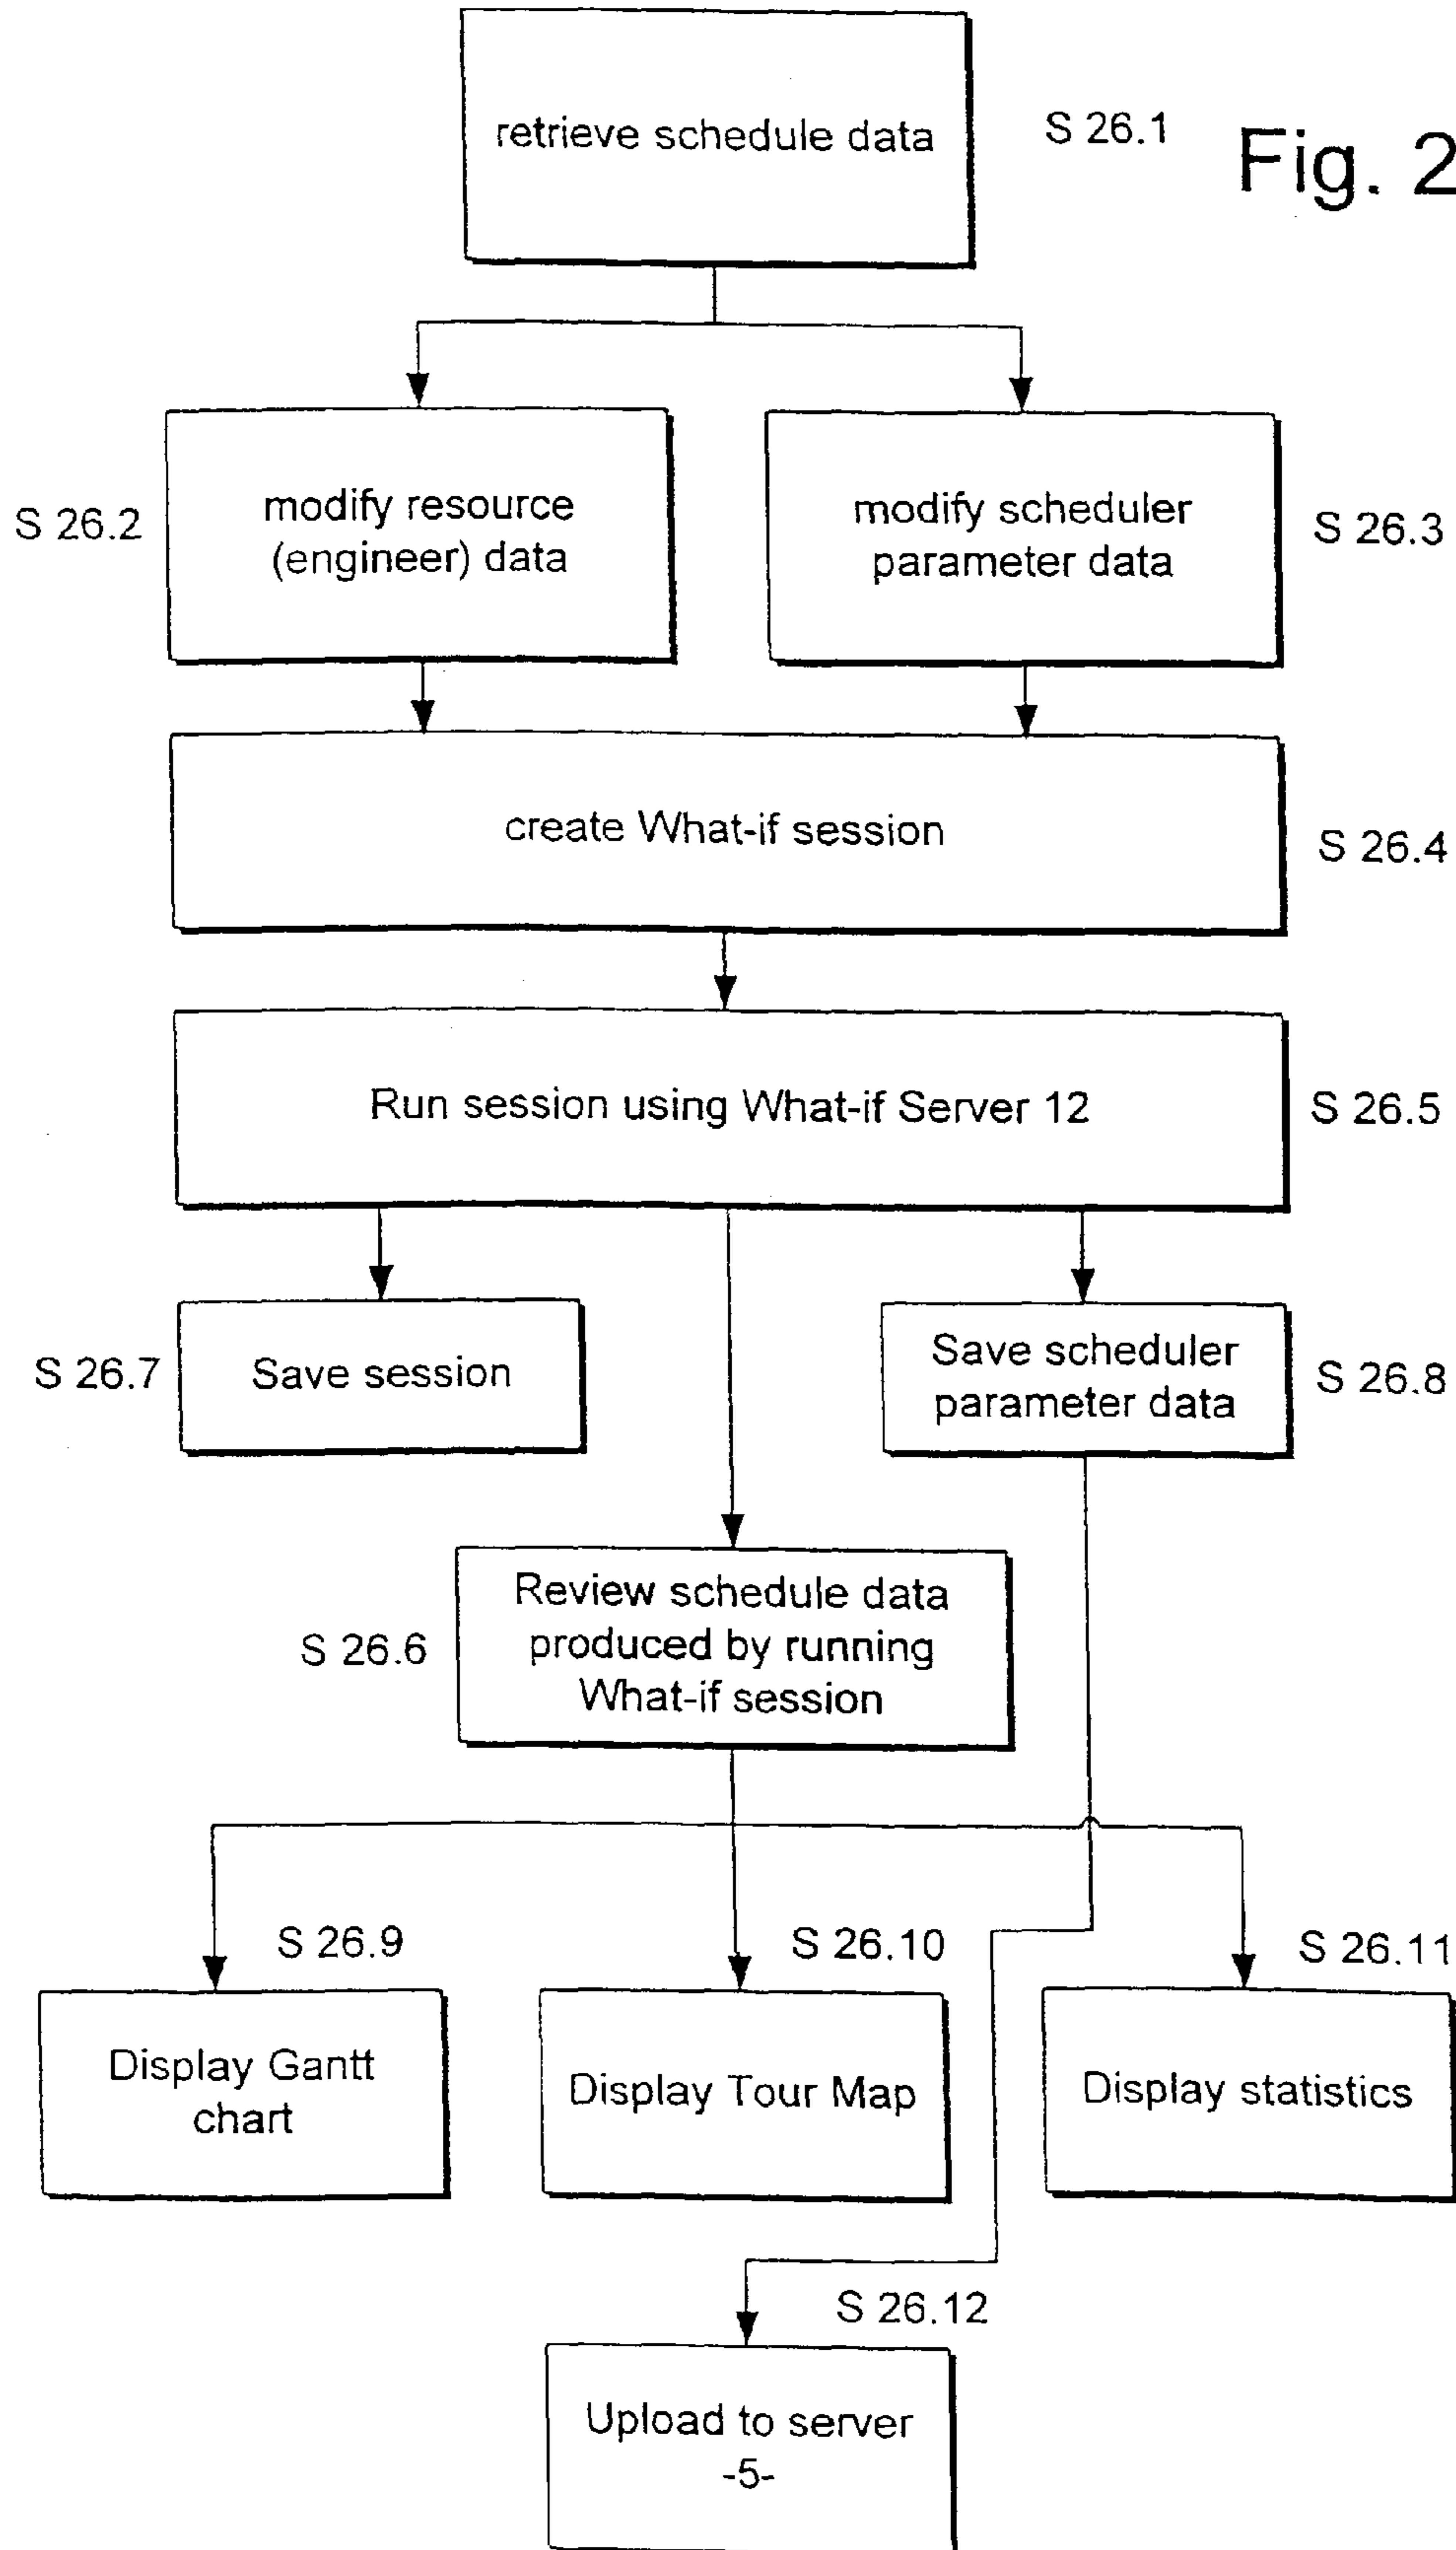 retrieve schedule data
S 26.1
Fig. 2
modify resource
(engineer) data
S 26.2
modify scheduler
parameter data
S 26.3
create What-if session
S 26.4
Run session using What-if Server 12
S 26.5
S 26.7
Save session
Save scheduler
parameter data
S 26.8
S 26.6
Review schedule data
produced by running
What-if session
S 26.9
S 26.10
S 26.11
Display Gantt
chart
Display Tour Map
Display statistics
S 26.12
Upload to server
-5-